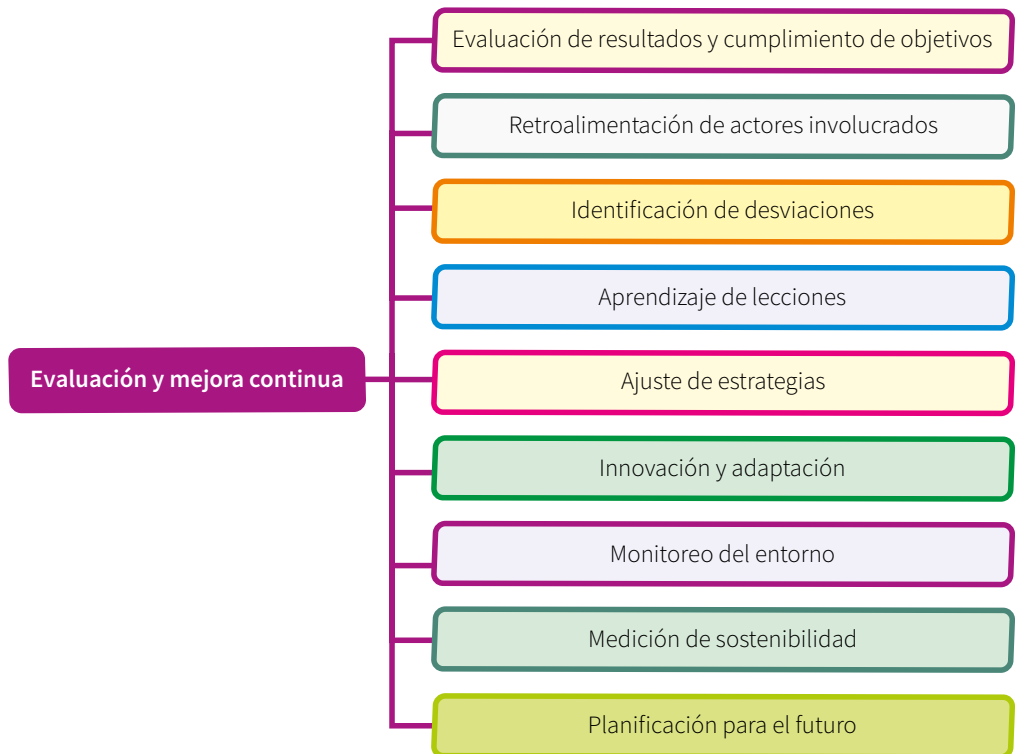 Evaluación de resultados y cumplimiento de objetivos
Retroalimentación de actores involucrados
Identificación de desviaciones
Aprendizaje de lecciones
Evaluación y mejora continua
Ajuste de estrategias
Innovación y adaptación
Monitoreo del entorno
Medición de sostenibilidad
Planificación para el futuro